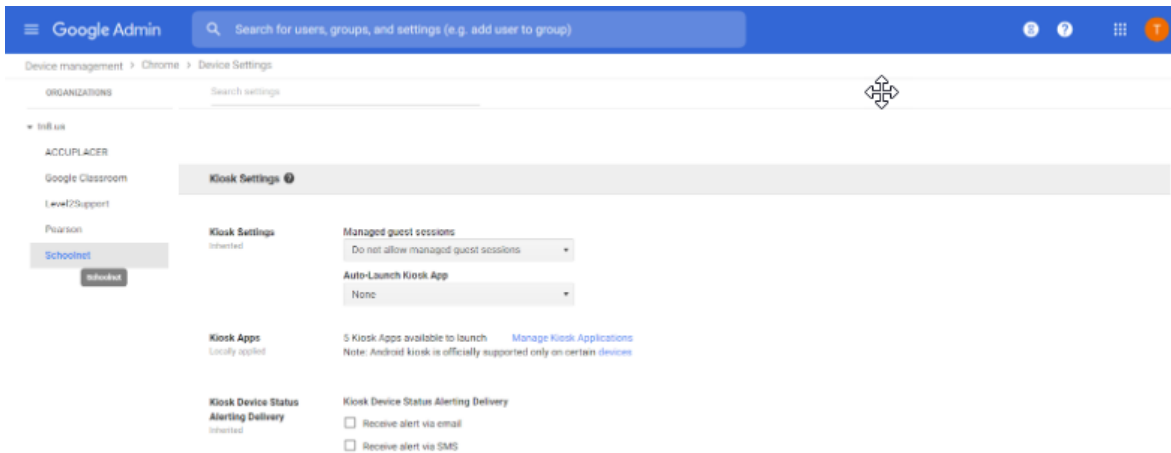 Google Admin
Search for users, groups, and settings (e.g. add user to group)
8
?
T
Device management > Chrome > Device Settings
ORGANIZATIONS
Search settings
ACCUPLACER
Google Classroom
Kiosk Settings ?
Level2Support
Pearson
Kiosk Settings
Inherited
Managed guest sessions
Do not allow managed guest sessions
Schoolnet
Schoolnet
Auto-Launch Kiosk App
None
Kiosk Apps
Locally applied
5 Kiosk Apps available to launch Manage Kiosk Applications
Note: Android kiosk is officially supported only on certain devices
Kiosk Device Status
Alerting Delivery
Inherited
Kiosk Device Status Alerting Delivery
Receive alert via email
Receive alert via SMS